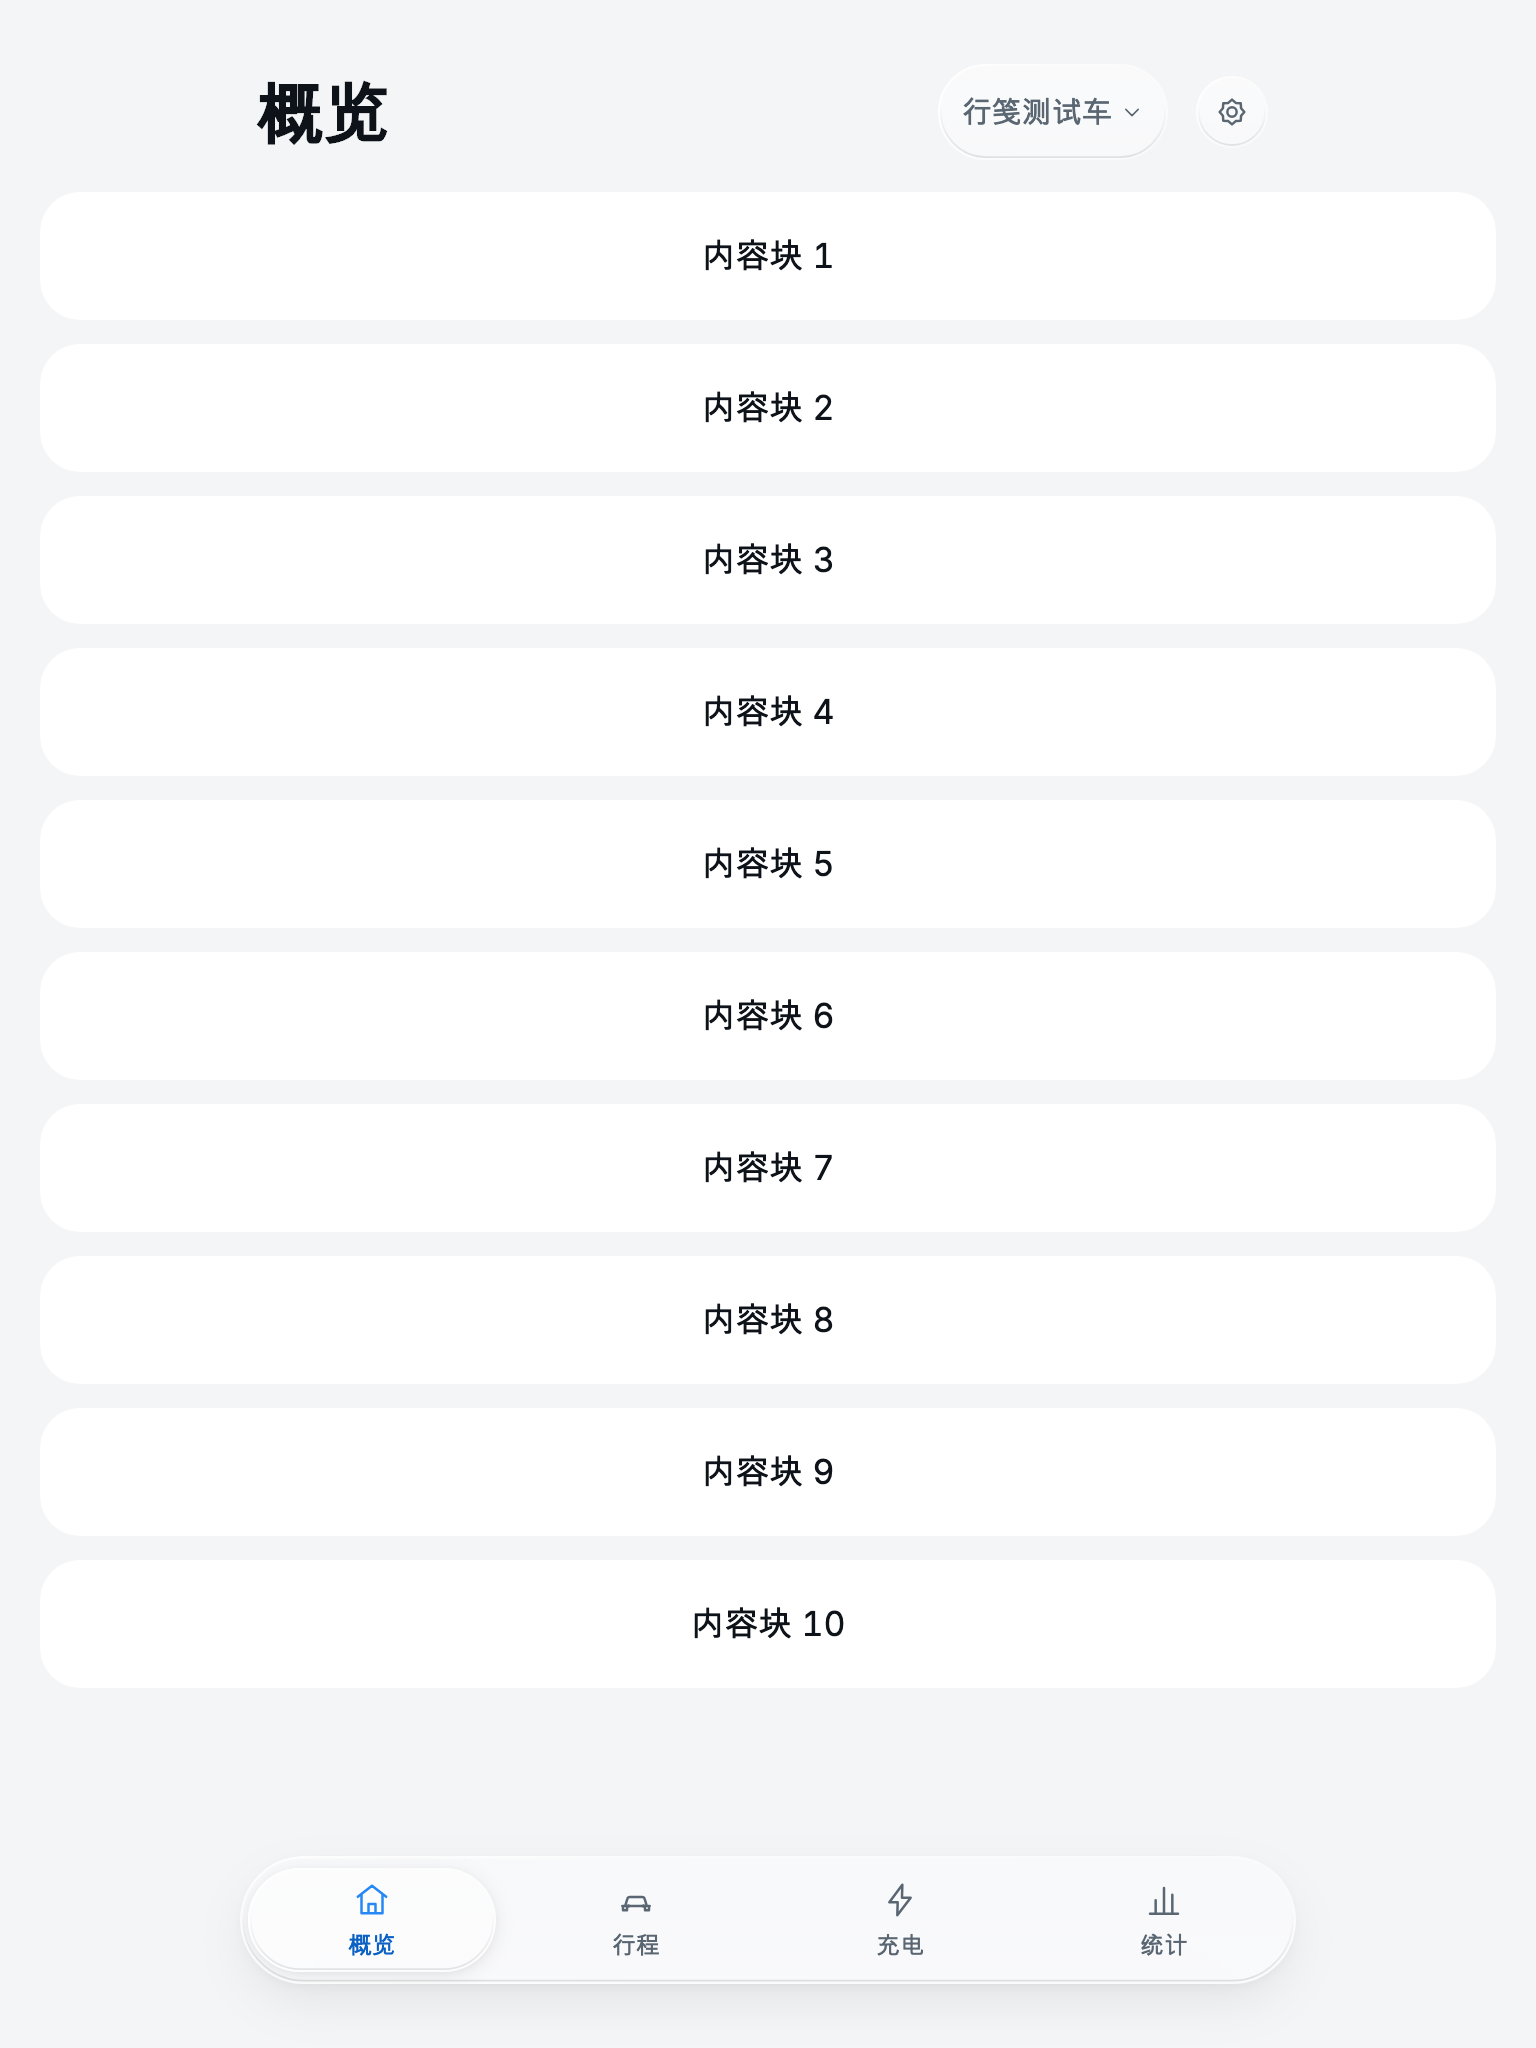 概览
行笺测试车
内容块 1
内容块 2
内容块 3
内容块 4
内容块 5
内容块 6
内容块 7
内容块 8
内容块 9
内容块 10
概览
行程
充电
统计